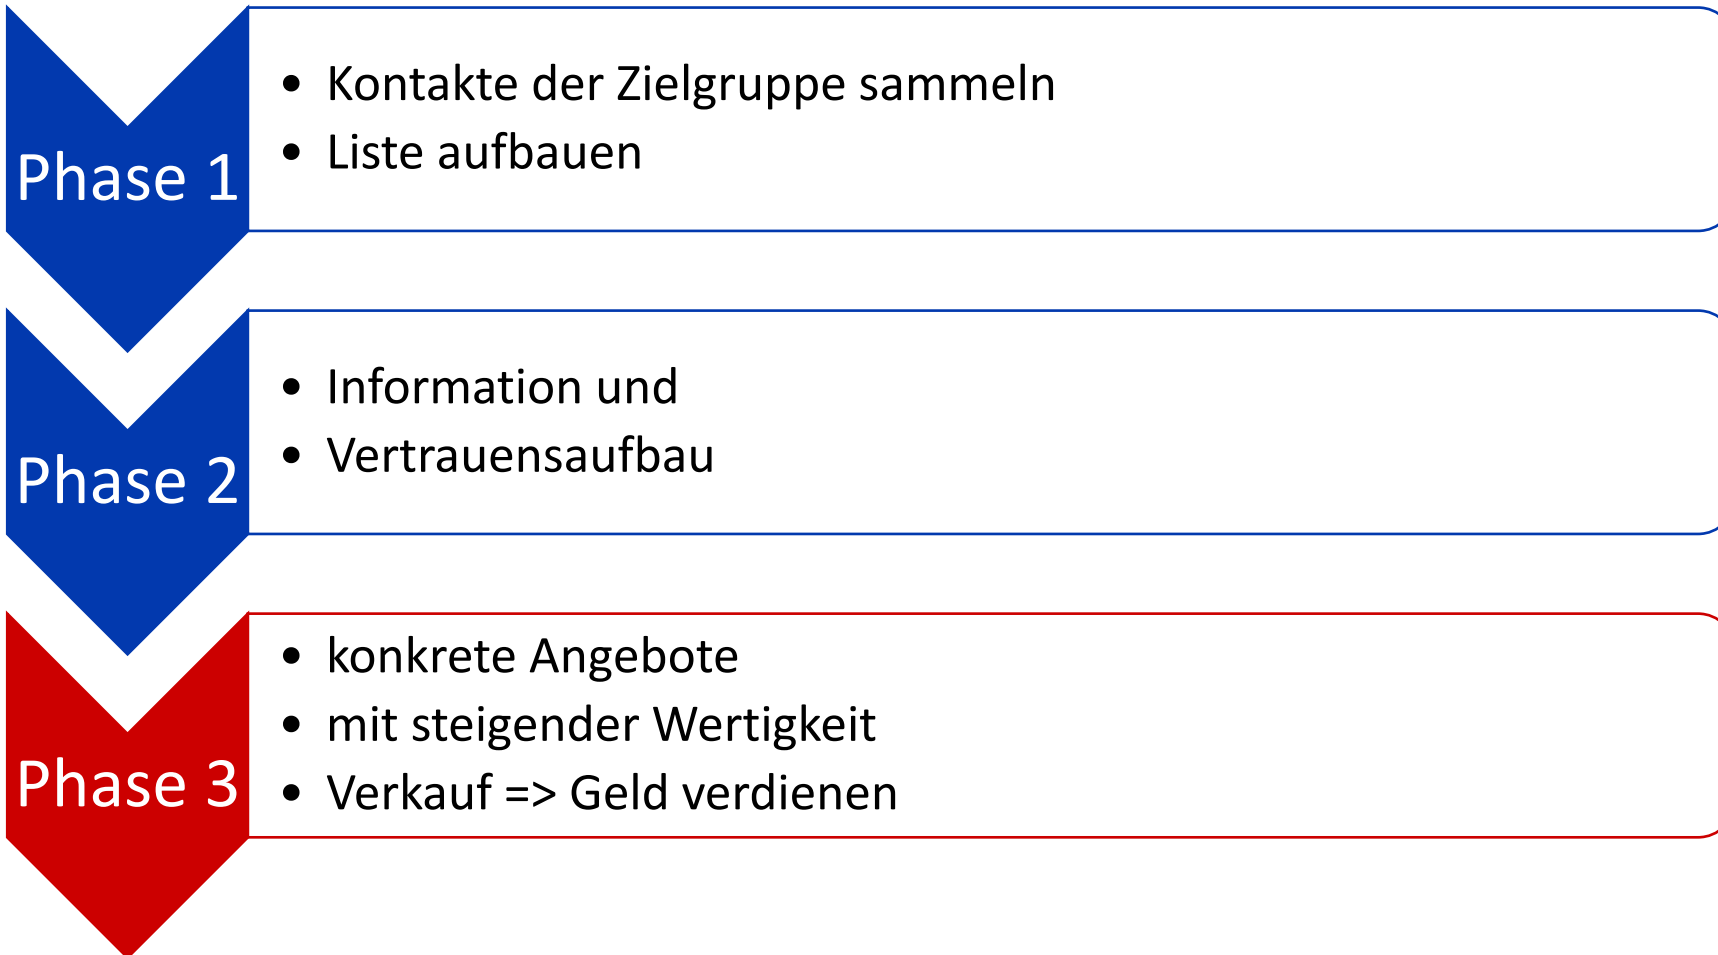 Phase 1
• Kontakte der Zielgruppe sammeln
• Liste aufbauen
Phase 2
• Information und
• Vertrauensaufbau
Phase 3
• konkrete Angebote
• mit steigender Wertigkeit
• Verkauf => Geld verdienen